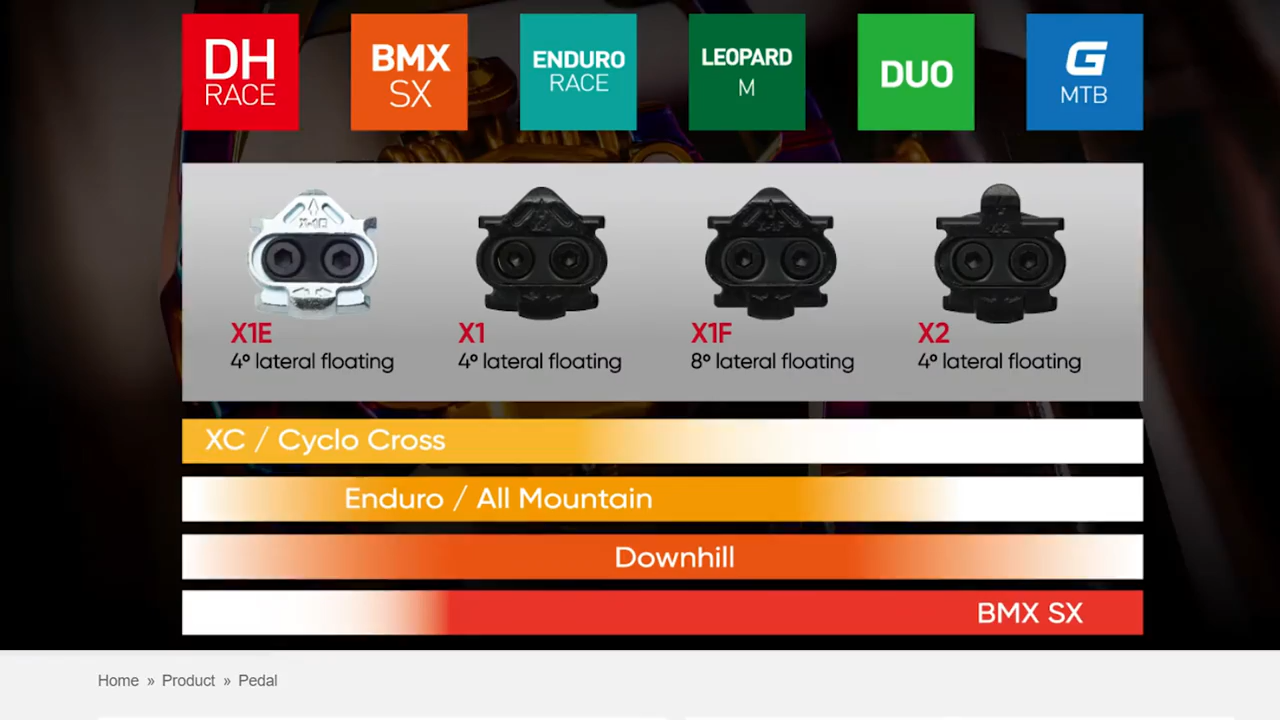 DH
RACE
BMX
SX
ENDURO
RACE
LEOPARD
M
DUO
G
MTB
X1E
4° lateral floating
X1
4° lateral floating
X1F
8° lateral floating
X2
4° lateral floating
XC / Cyclo Cross
Enduro / All Mountain
Downhill
BMX SX
Home » Product » Pedal